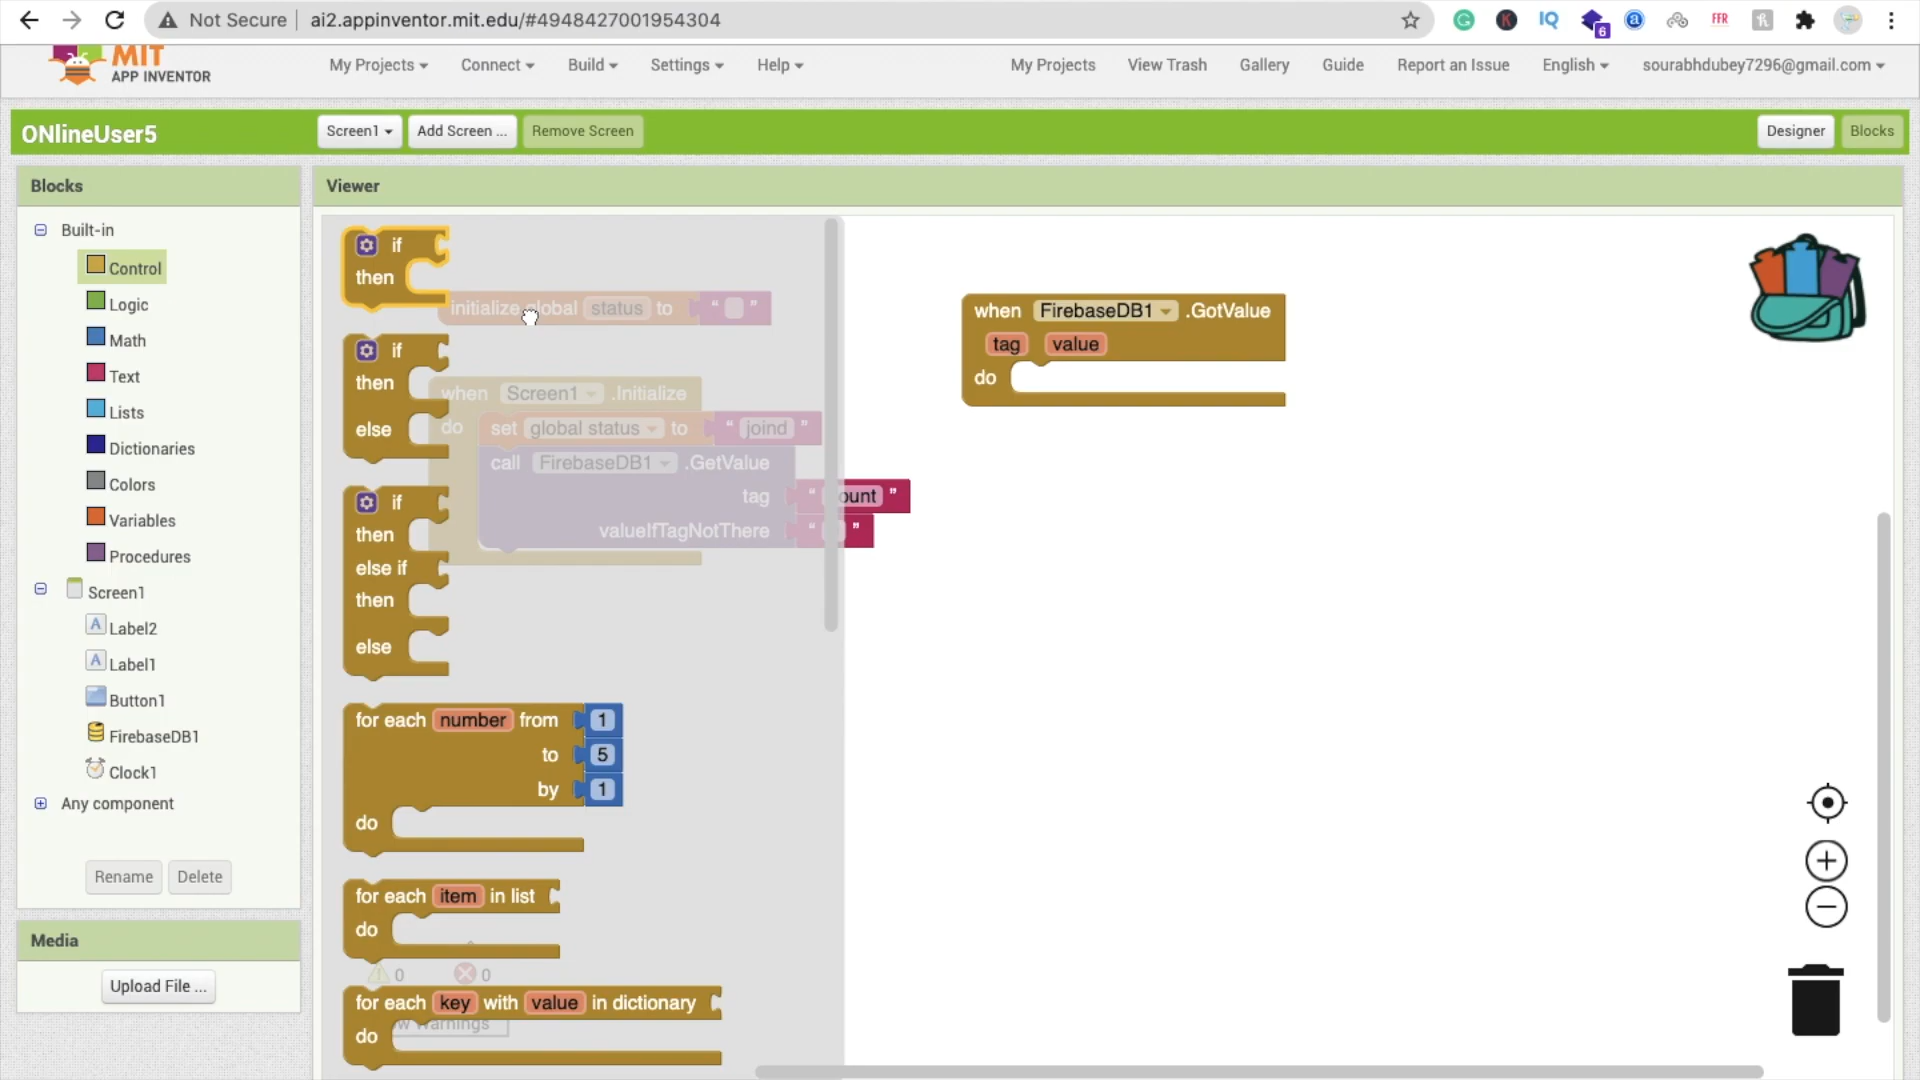 Not Secure ai2.appinventor.mit.edu/#4948427001954304
K IQ 6 a FFR
MIT
APP INVENTOR
My Projects Connect Build Settings Help My Projects View Trash Gallery Guide Report an Issue English sourabhdubey7296@gmail.com
ONlineUser5 Screen1 Add Screen ... Remove Screen Designer Blocks
Blocks
Built-in
Control
Logic
Math
Text
Lists
Dictionaries
Colors
Variables
Procedures
Screen1
Label2
Label1
Button1
FirebaseDB1
Clock1
Any component
Rename Delete
Media
Upload File ...
Viewer
if
then
initialize global status to “ ”
if
then
else
when Screen1 .Initialize
do set global status to “ joind ”
call FirebaseDB1 .GetValue
tag “ ount ”
valueIfTagNotThere “ ”
if
then
else if
then
else
for each number from 1
to 5
by 1
do
for each item in list
do
0 0
for each key with value in dictionary
do
w Warnings
when FirebaseDB1 .GotValue
tag value
do